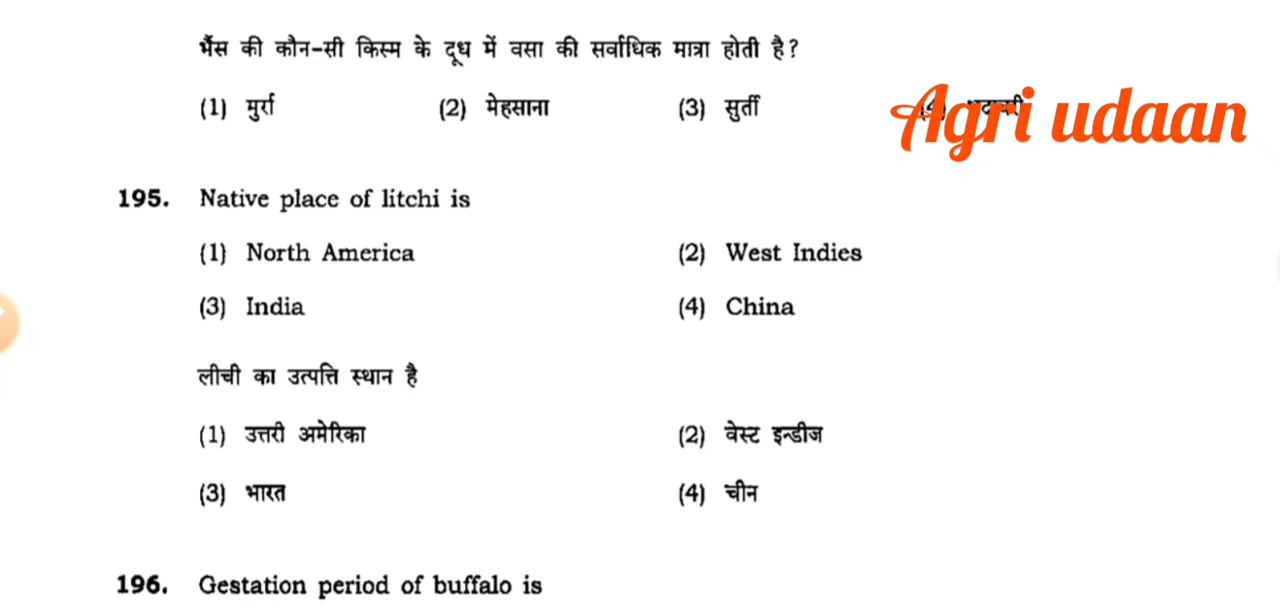 भैंस की कौन-सी किस्म के दूध में वसा की सर्वाधिक मात्रा होती है?
(1) मुर्रा (2) मेहसाना (3) सुर्ती (4)
Agri udaan
195. Native place of litchi is
(1) North America (2) West Indies
(3) India (4) China
लीची का उत्पत्ति स्थान है
(1) उत्तरी अमेरिका (2) वेस्ट इन्डीज
(3) भारत (4) चीन
196. Gestation period of buffalo is